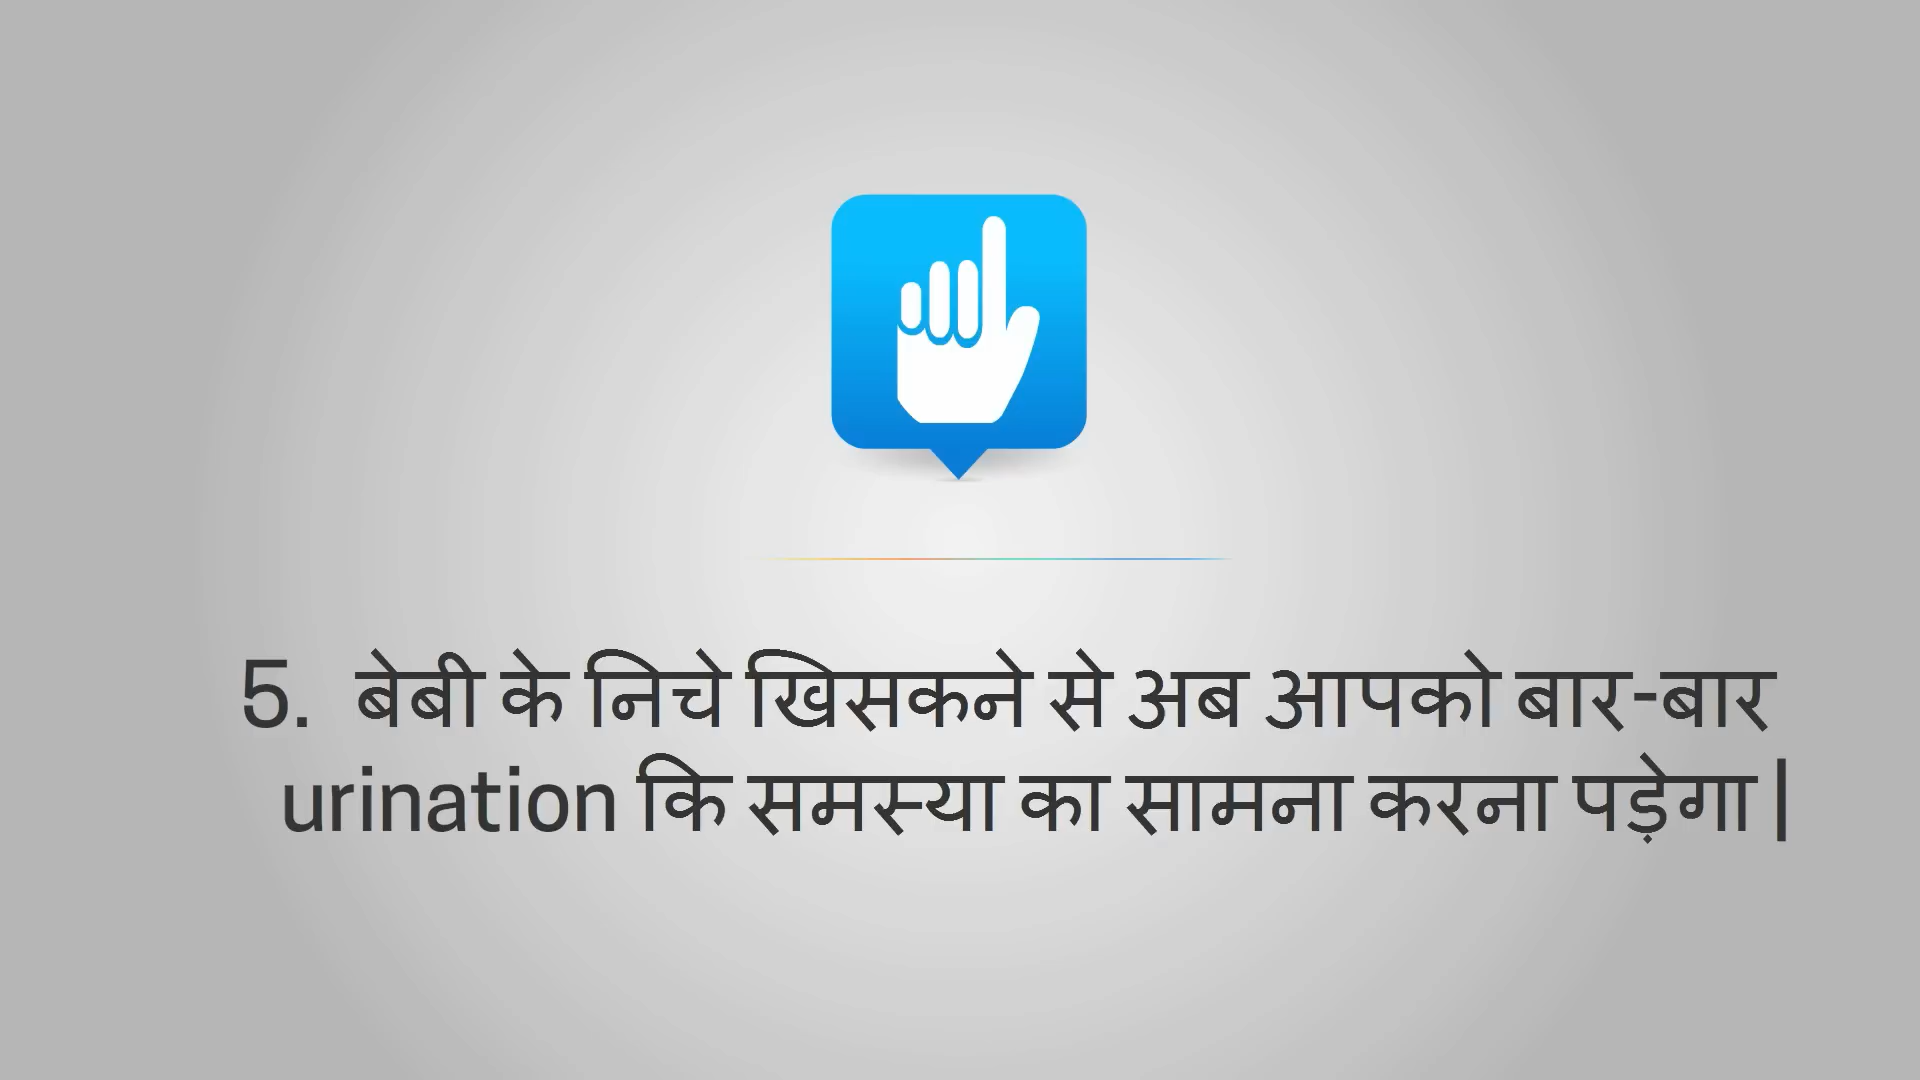 5. बेबी के निचे खिसकने से अब आपको बार-बार
urination कि समस्या का सामना करना पड़ेगा|